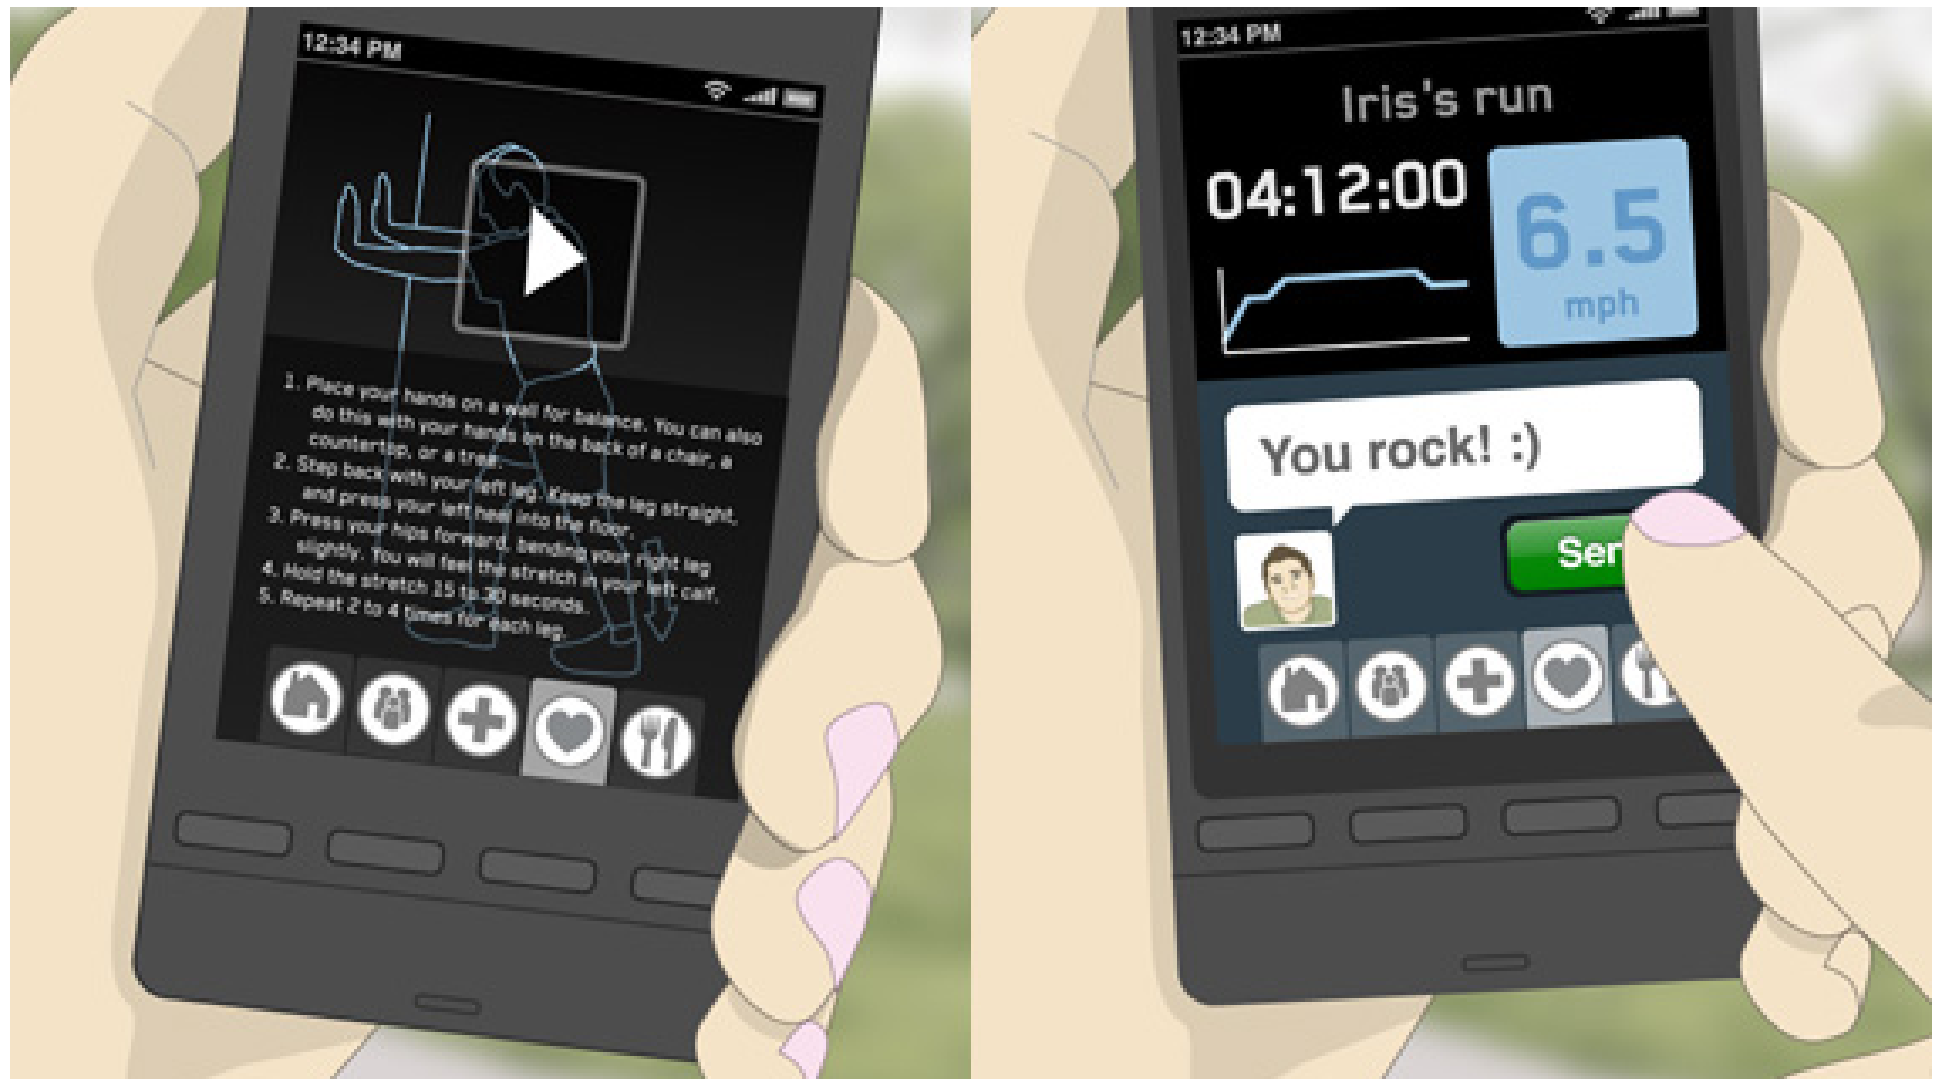 12:34 PM
1. Place your hands on a wall for balance. You can also
do this with your hands on the back of a chair, a
countertop, or a tree.
2. Step back with your left leg. Keep the leg straight,
and press your left heel into the floor.
3. Press your hips forward, bending your right leg
slightly. You will feel the stretch in your left calf.
4. Hold the stretch 15 to 30 seconds.
5. Repeat 2 to 4 times for each leg.
12:34 PM
Iris's run
04:12:00
6.5
mph
You rock! :)